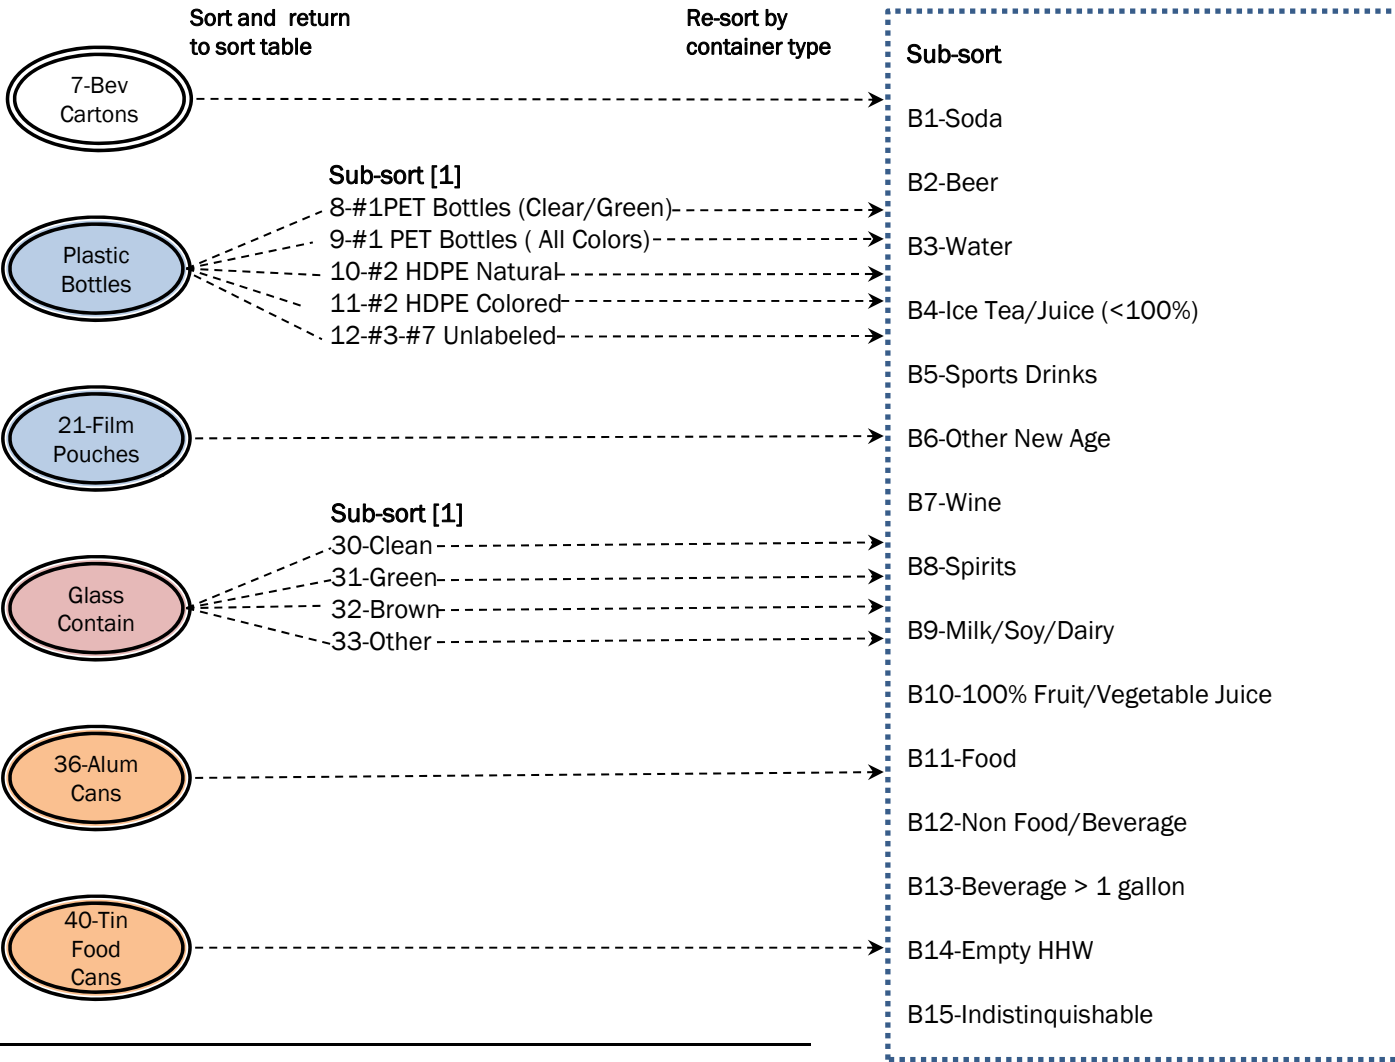 Sort and return
to sort table
Re-sort by
container type
7-Bev
Cartons
Sub-sort [1]
8-#1PET Bottles (Clear/Green)
9-#1 PET Bottles ( All Colors)
10-#2 HDPE Natural
11-#2 HDPE Colored
12-#3-#7 Unlabeled
Plastic
Bottles
21-Film
Pouches
Sub-sort [1]
30-Clean
31-Green
32-Brown
33-Other
Glass
Contain
36-Alum
Cans
40-Tin
Food
Cans
Sub-sort
B1-Soda
B2-Beer
B3-Water
B4-Ice Tea/Juice (<100%)
B5-Sports Drinks
B6-Other New Age
B7-Wine
B8-Spirits
B9-Milk/Soy/Dairy
B10-100% Fruit/Vegetable Juice
B11-Food
B12-Non Food/Beverage
B13-Beverage > 1 gallon
B14-Empty HHW
B15-Indistinquishable